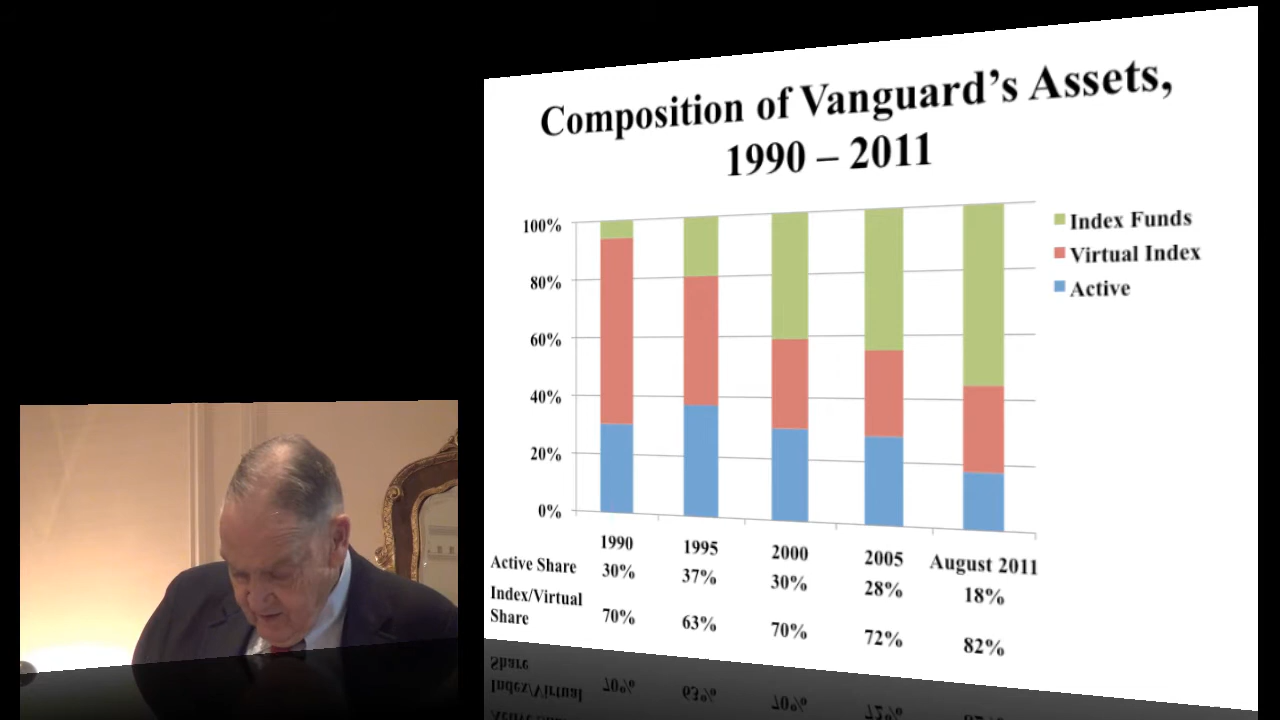 Composition of Vanguard's Assets,
1990 – 2011
100%
80%
60%
40%
20%
0%
Index Funds
Virtual Index
Active
1990 1995 2000 2005 August 2011
Active Share 30% 37% 30% 28% 18%
Index/Virtual
Share 70% 63% 70% 72% 82%